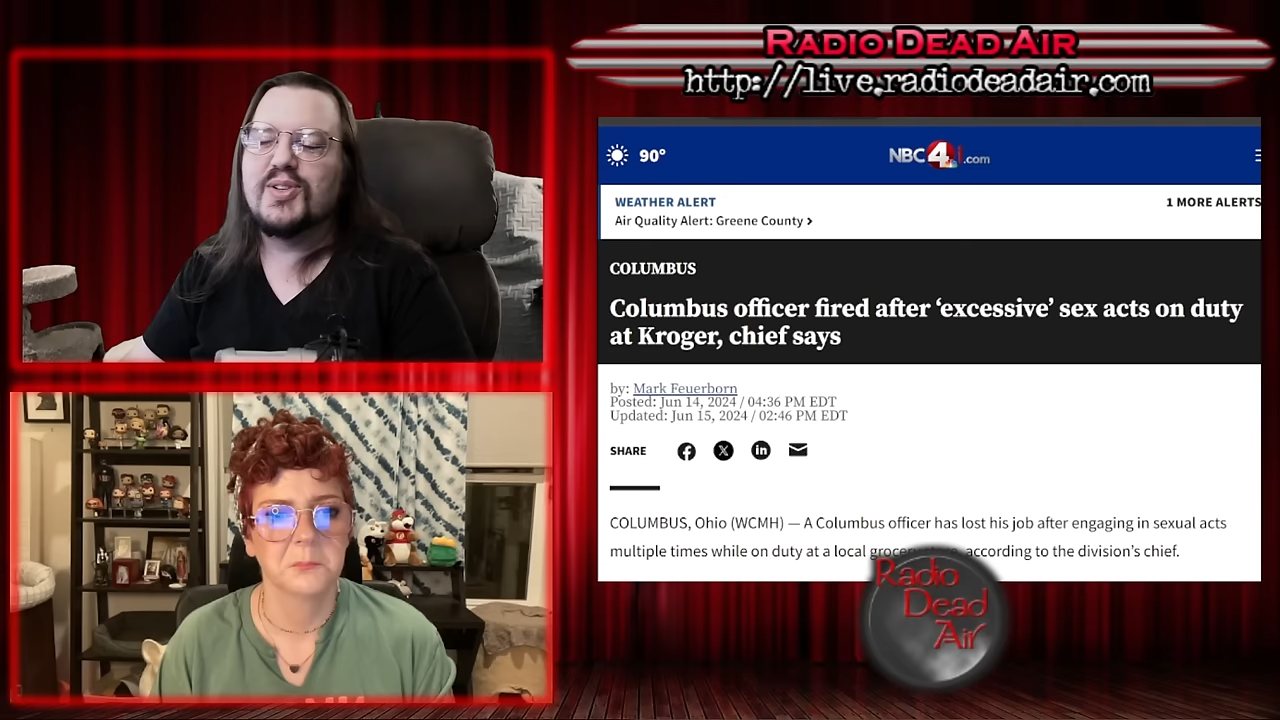 Radio Dead Air
http://live.radiodeadair.com
90°
NBC4i.com
WEATHER ALERT
1 MORE ALERTS
Air Quality Alert: Greene County >
COLUMBUS
Columbus officer fired after ‘excessive’ sex acts on duty
at Kroger, chief says
by: Mark Feuerborn
Posted: Jun 14, 2024 / 04:36 PM EDT
Updated: Jun 15, 2024 / 02:46 PM EDT
SHARE
COLUMBUS, Ohio (WCMH) — A Columbus officer has lost his job after engaging in sexual acts
multiple times while on duty at a local according to the division’s chief.
Radio
Dead
Air